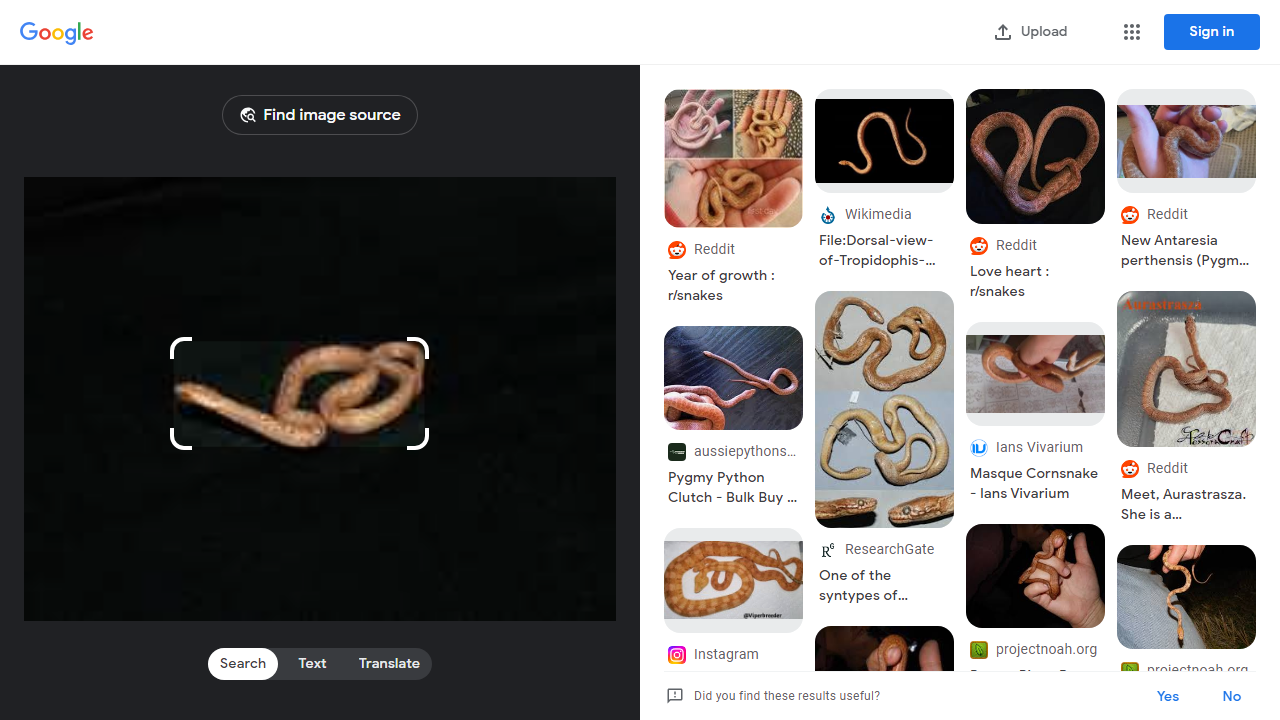 Google
Upload
Sign in
Find image source
Search
Text
Translate
Reddit
Year of growth :
r/snakes
aussiepythons...
Pygmy Python
Clutch - Bulk Buy ...
@Viperbreeder
Instagram
Wikimedia
File:Dorsal-view-
of-Tropidophis-...
ResearchGate
One of the
syntypes of...
Reddit
Love heart :
r/snakes
Ians Vivarium
Masque Cornsnake
- Ians Vivarium
projectnoah.org
Reddit
New Antaresia
perthensis (Pygm...
Aurastrasza
Reddit
Meet, Aurastrasza.
She is a...
projectnoah.org
Did you find these results useful?
Yes
No